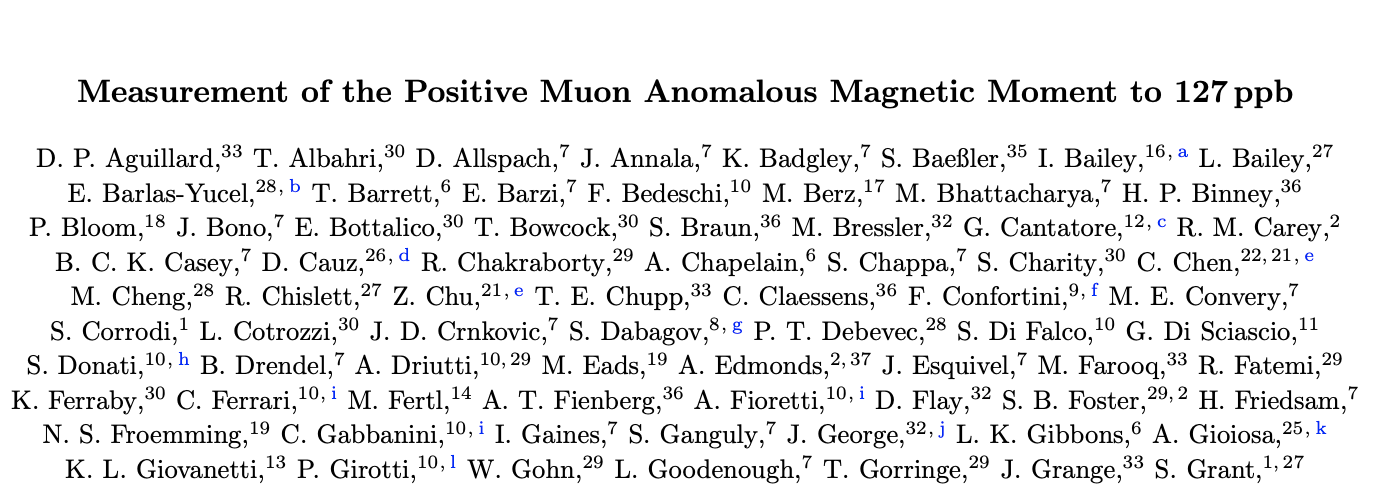 Measurement of the Positive Muon Anomalous Magnetic Moment to 127 ppb
D. P. Aguillard,³³ T. Albahri,³⁰ D. Allspach,⁷ J. Annala,⁷ K. Badgley,⁷ S. Baeßler,³⁵ I. Bailey,¹⁶, ᵃ L. Bailey,²⁷
E. Barlas-Yucel,²⁸, ᵇ T. Barrett,⁶ E. Barzi,⁷ F. Bedeschi,¹⁰ M. Berz,¹⁷ M. Bhattacharya,⁷ H. P. Binney,³⁶
P. Bloom,¹⁸ J. Bono,⁷ E. Bottalico,³⁰ T. Bowcock,³⁰ S. Braun,³⁶ M. Bressler,³² G. Cantatore,¹², ᶜ R. M. Carey,²
B. C. K. Casey,⁷ D. Cauz,²⁶, ᵈ R. Chakraborty,²⁹ A. Chapelain,⁶ S. Chappa,⁷ S. Charity,³⁰ C. Chen,²², ²¹, ᵉ
M. Cheng,²⁸ R. Chislett,²⁷ Z. Chu,²¹, ᵉ T. E. Chupp,³³ C. Claessens,³⁶ F. Confortini,⁹, ᶠ M. E. Convery,⁷
S. Corrodi,¹ L. Cotrozzi,³⁰ J. D. Crnkovic,⁷ S. Dabagov,⁸, ᵍ P. T. Debevec,²⁸ S. Di Falco,¹⁰ G. Di Sciascio,¹¹
S. Donati,¹⁰, ʰ B. Drendel,⁷ A. Driutti,¹⁰, ²⁹ M. Eads,¹⁹ A. Edmonds,², ³⁷ J. Esquivel,⁷ M. Farooq,³³ R. Fatemi,²⁹
K. Ferraby,³⁰ C. Ferrari,¹⁰, ⁱ M. Fertl,¹⁴ A. T. Fienberg,³⁶ A. Fioretti,¹⁰, ⁱ D. Flay,³² S. B. Foster,²⁹, ² H. Friedsam,⁷
N. S. Froemming,¹⁹ C. Gabbanini,¹⁰, ⁱ I. Gaines,⁷ S. Ganguly,⁷ J. George,³², ʲ L. K. Gibbons,⁶ A. Gioiosa,²⁵, ᵏ
K. L. Giovanetti,¹³ P. Girotti,¹⁰, ˡ W. Gohn,²⁹ L. Goodenough,⁷ T. Gorringe,²⁹ J. Grange,³³ S. Grant,¹, ²⁷